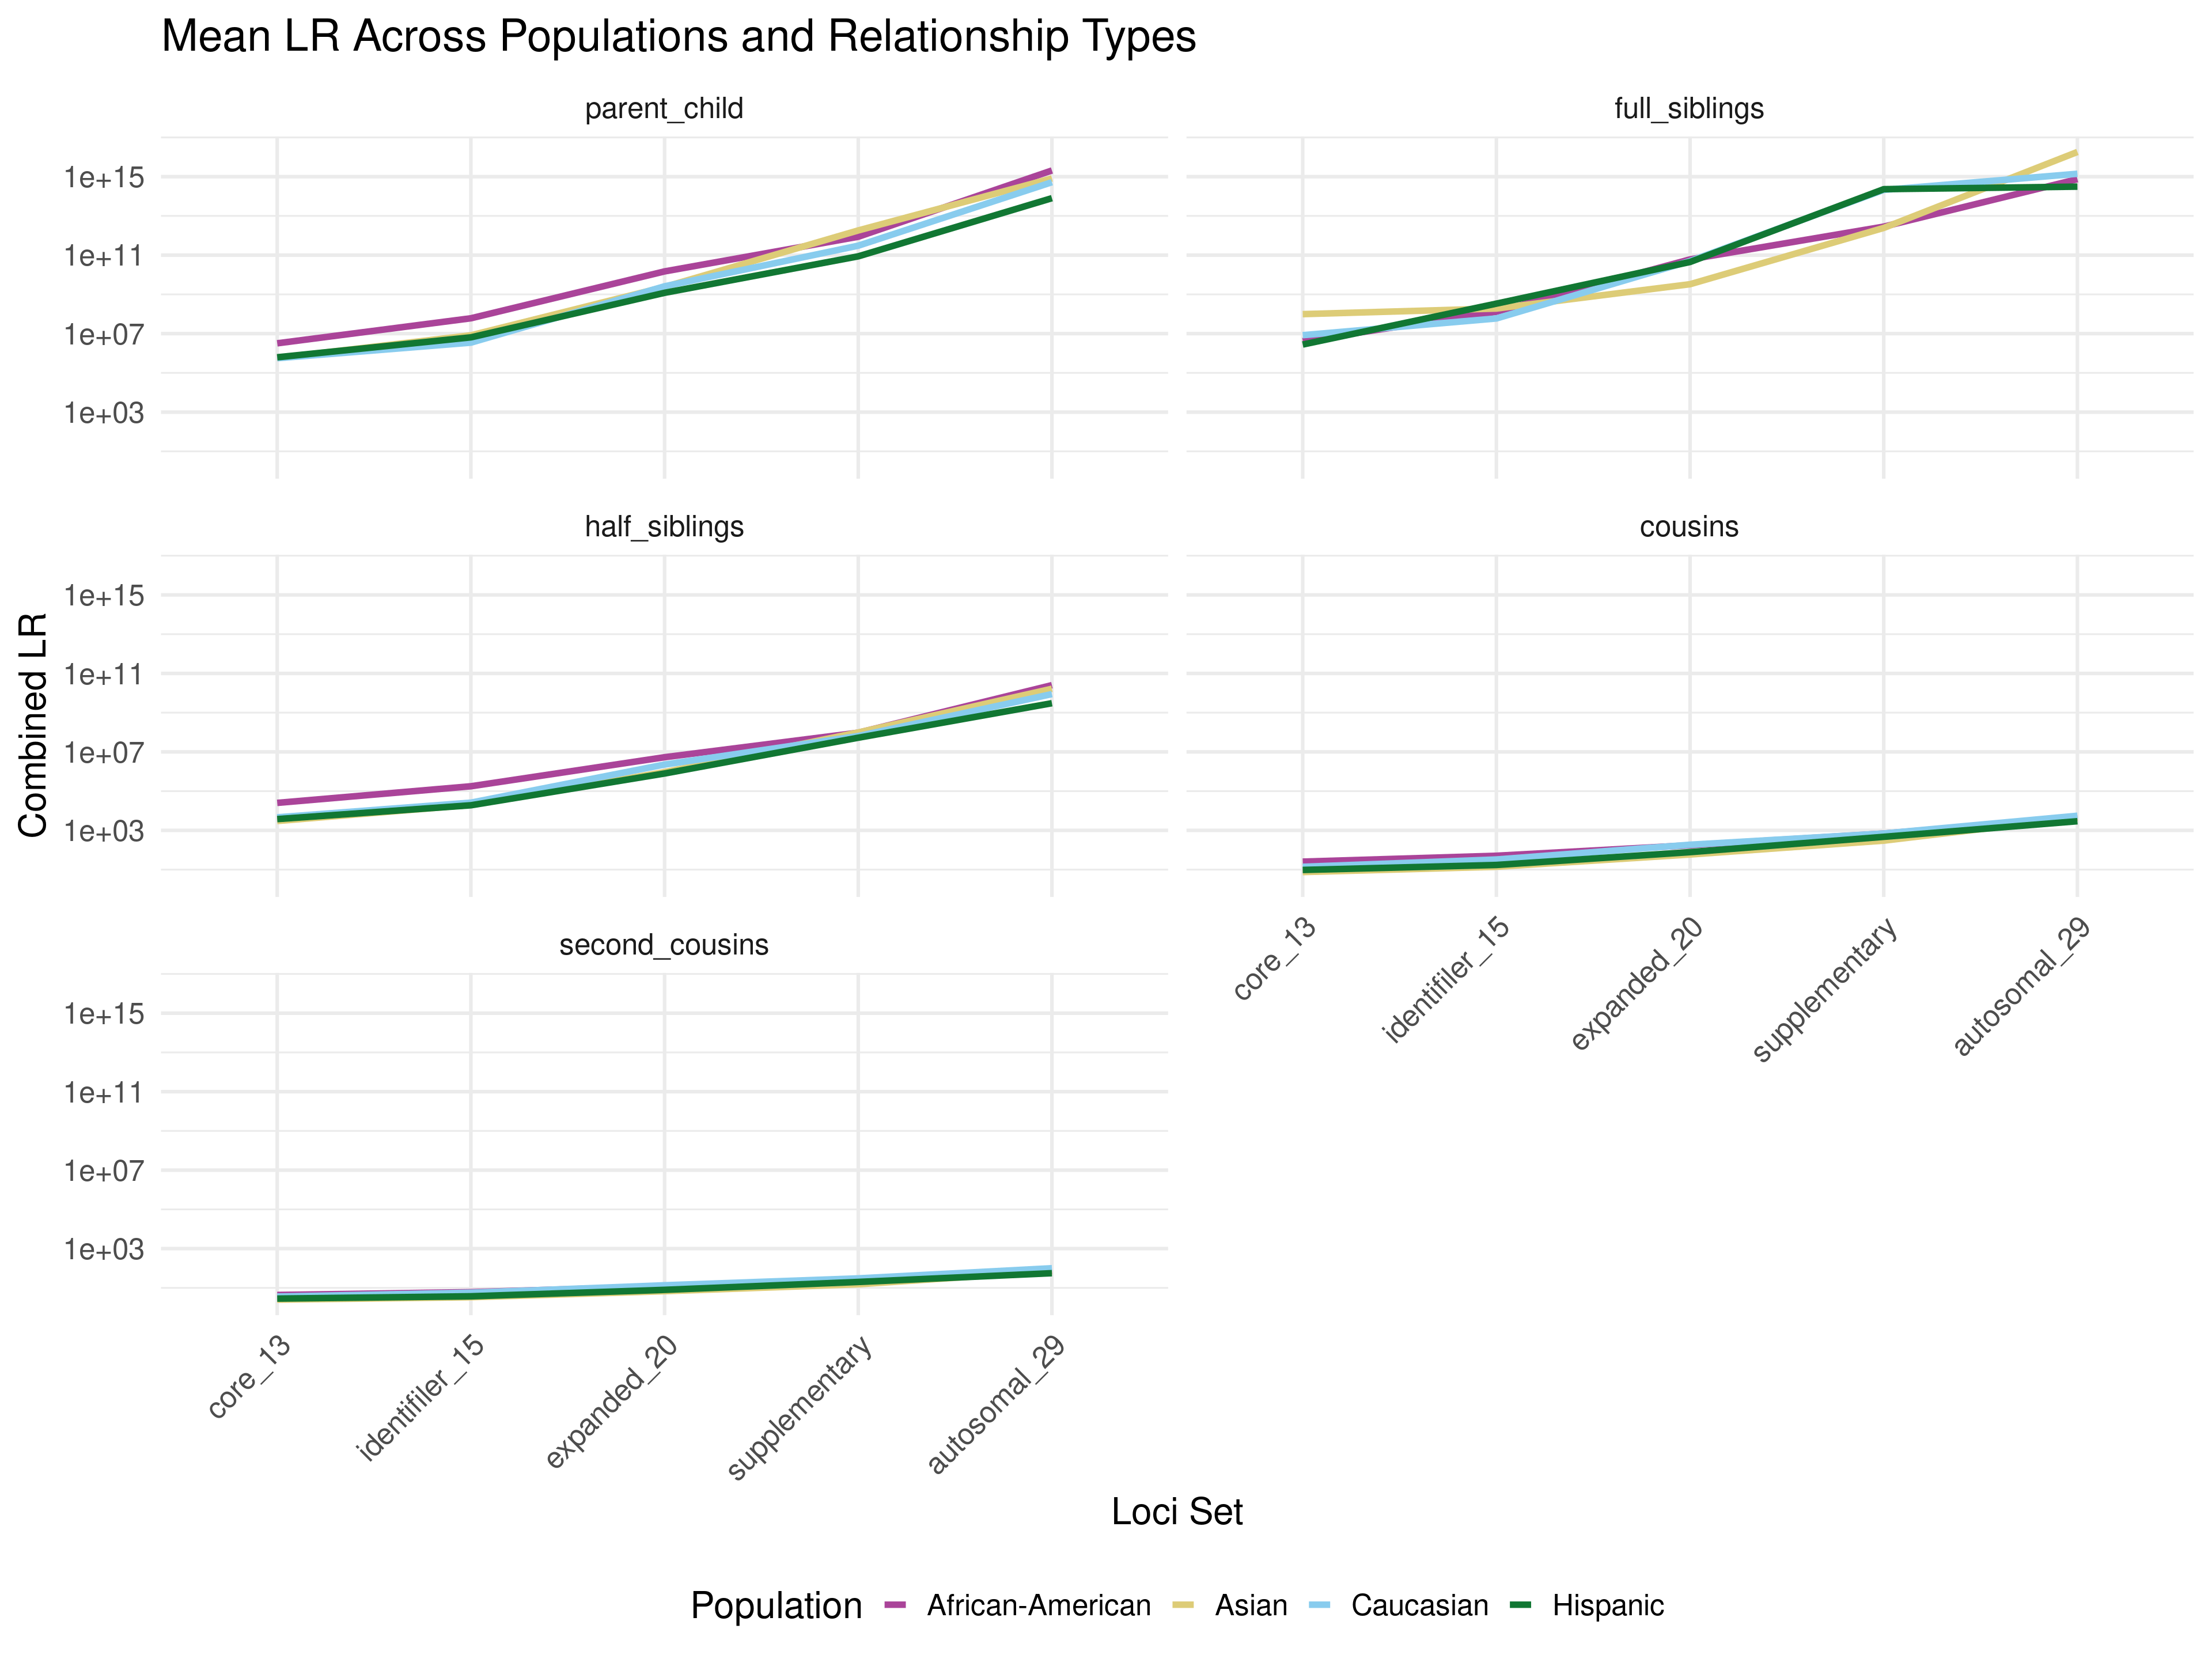 Mean LR Across Populations and Relationship Types
parent_child
full_siblings
1e+15
1e+11
1e+07
1e+03
half_siblings
cousins
1e+15
1e+11
1e+07
1e+03
Combined LR
core_13
identifiler_15
expanded_20
supplementary
autosomal_29
second_cousins
1e+15
1e+11
1e+07
1e+03
core_13
identifiler_15
expanded_20
supplementary
autosomal_29
Loci Set
Population African-American Asian Caucasian Hispanic